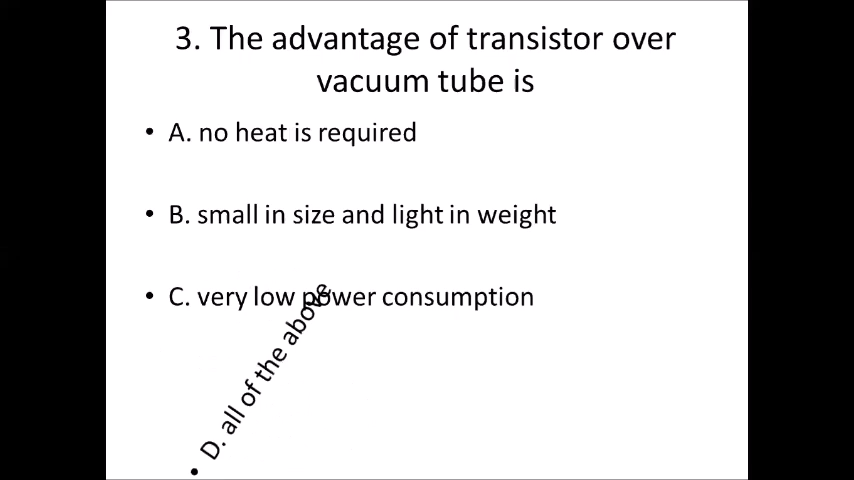 3. The advantage of transistor over
vacuum tube is
• A. no heat is required
• B. small in size and light in weight
• C. very low power consumption
• D. all of the above